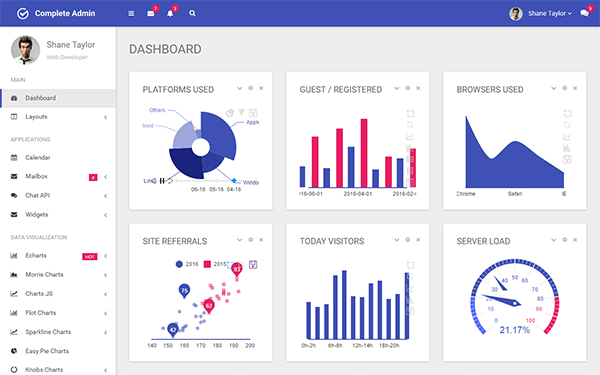 Complete Admin
7
3
Shane Taylor
9
Shane Taylor
Web Developer
MAIN
Dashboard
Layouts
APPLICATIONS
Calendar
Mailbox
4
Chat API
Widgets
DATA VISUALIZATION
Echarts
HOT
Morris Charts
Charts JS
Flot Charts
Sparkline Charts
Easy Pie Charts
Knobs Charts
DASHBOARD
PLATFORMS USED
Others
Apple
Windo
06-16 05-16 04-16
GUEST / REGISTERED
16-06-01 2016-04-01 2016-02-
BROWSERS USED
Chrome Safari IE
SITE REFERRALS
2016 2015
93
75
62
42
140 150 160 170 180 190 200
TODAY VISITORS
0h-2h 6h-8h 12h-14h 18h-20h
SERVER LOAD
0 10 20 30 40 50 60 70 80 90 100
21.17%